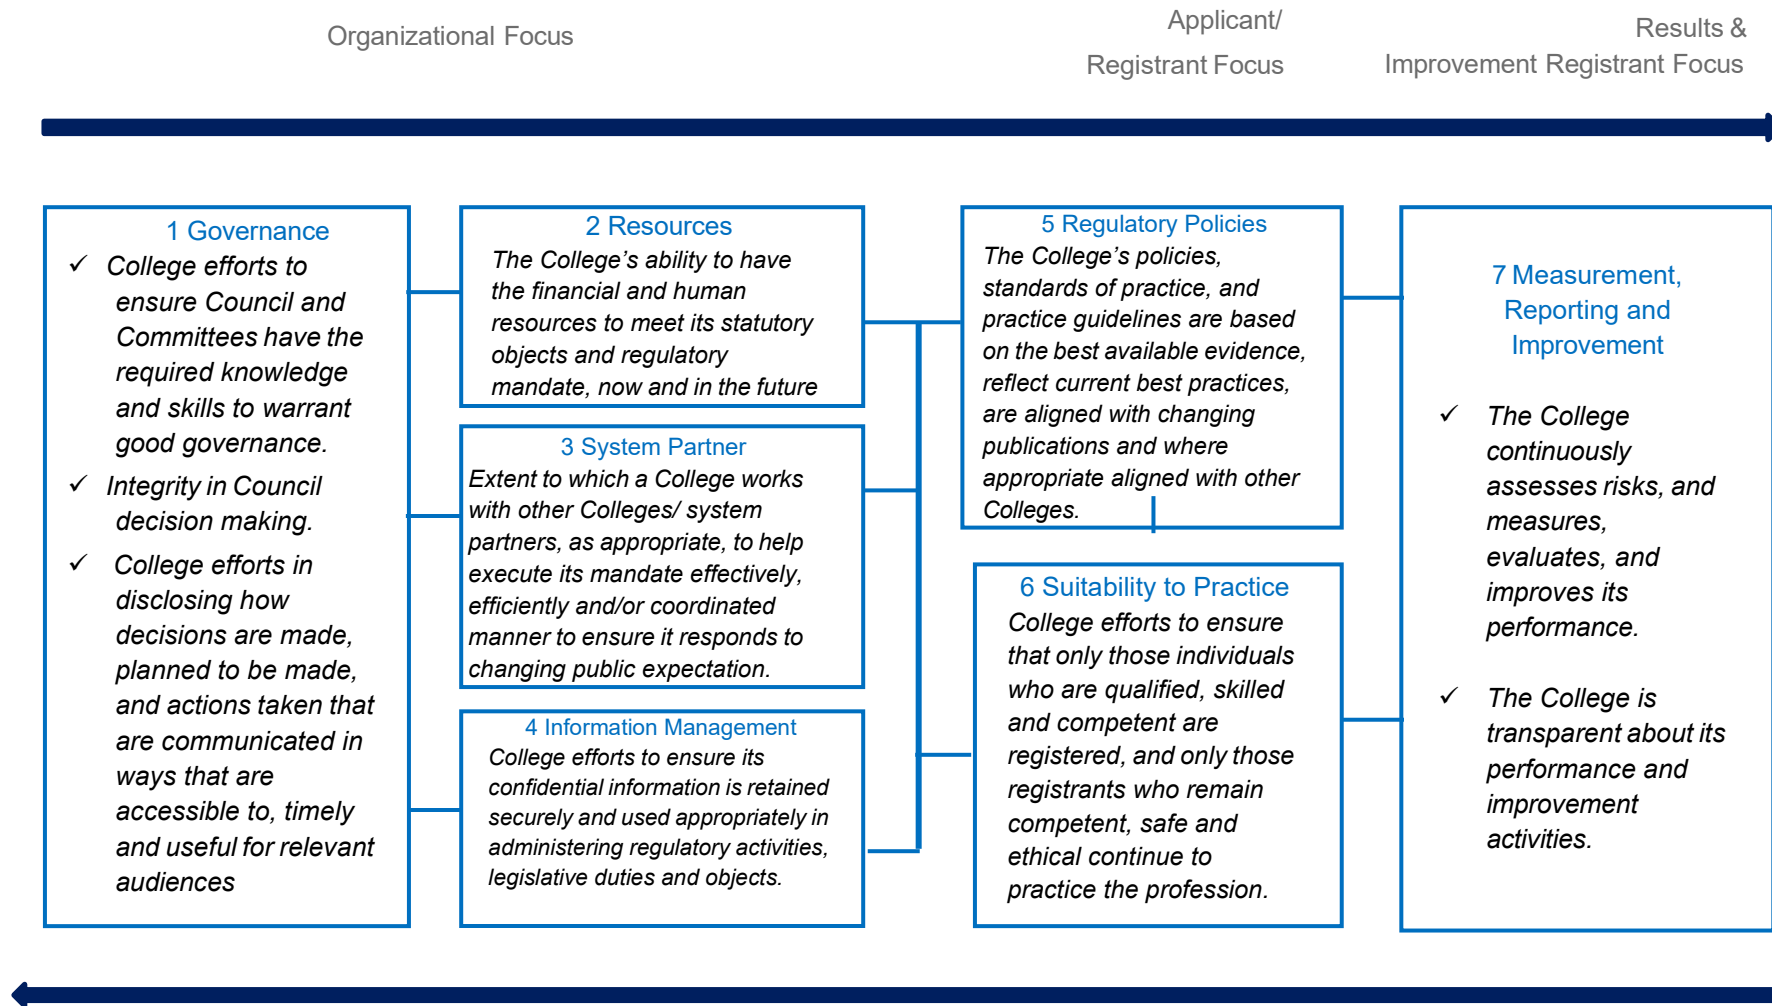 Organizational Focus
Applicant/
Registrant Focus
Results &
Improvement Registrant Focus
1 Governance
✓ College efforts to
ensure Council and
Committees have the
required knowledge
and skills to warrant
good governance.
✓ Integrity in Council
decision making.
✓ College efforts in
disclosing how
decisions are made,
planned to be made,
and actions taken that
are communicated in
ways that are
accessible to, timely
and useful for relevant
audiences
2 Resources
The College’s ability to have
the financial and human
resources to meet its statutory
objects and regulatory
mandate, now and in the future
3 System Partner
Extent to which a College works
with other Colleges/ system
partners, as appropriate, to help
execute its mandate effectively,
efficiently and/or coordinated
manner to ensure it responds to
changing public expectation.
4 Information Management
College efforts to ensure its
confidential information is retained
securely and used appropriately in
administering regulatory activities,
legislative duties and objects.
5 Regulatory Policies
The College’s policies,
standards of practice, and
practice guidelines are based
on the best available evidence,
reflect current best practices,
are aligned with changing
publications and where
appropriate aligned with other
Colleges.
6 Suitability to Practice
College efforts to ensure
that only those individuals
who are qualified, skilled
and competent are
registered, and only those
registrants who remain
competent, safe and
ethical continue to
practice the profession.
7 Measurement,
Reporting and
Improvement
✓ The College
continuously
assesses risks, and
measures,
evaluates, and
improves its
performance.
✓ The College is
transparent about its
performance and
improvement
activities.